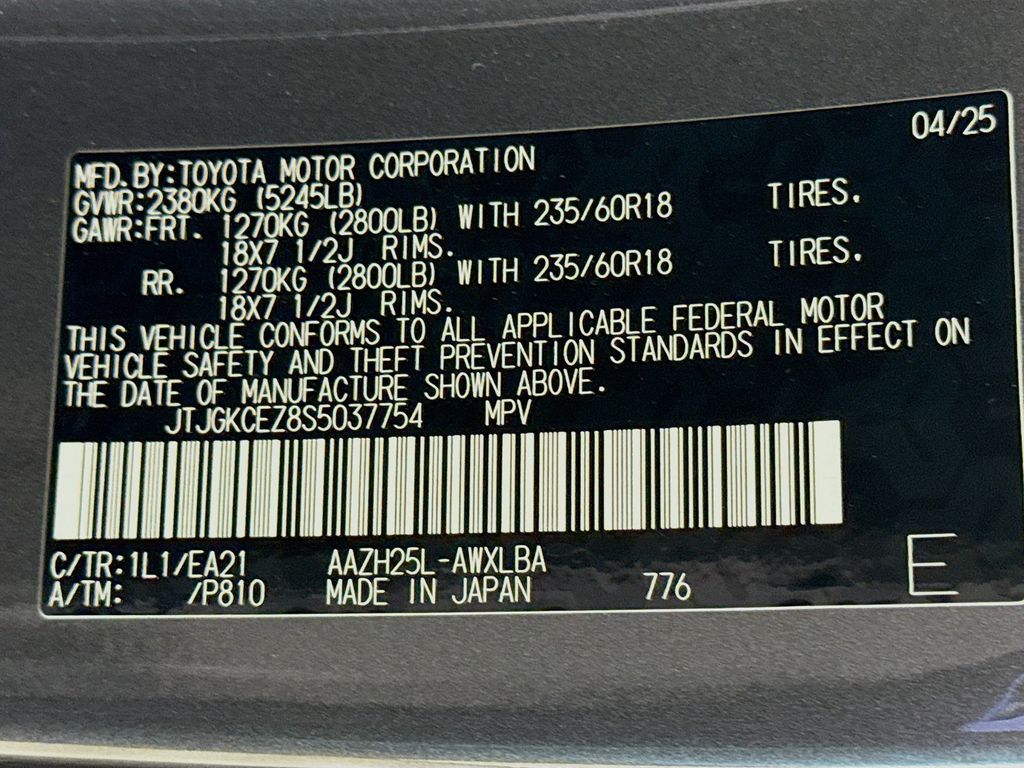 04/25
MFD.BY:TOYOTA MOTOR CORPORATION
GVWR:2380KG (5245LB)
GAWR:FRT. 1270KG (2800LB) WITH 235/60R18 TIRES.
18X7 1/2J RIMS.
RR. 1270KG (2800LB) WITH 235/60R18 TIRES.
18X7 1/2J RIMS.
THIS VEHICLE CONFORMS TO ALL APPLICABLE FEDERAL MOTOR
VEHICLE SAFETY AND THEFT PREVENTION STANDARDS IN EFFECT ON
THE DATE OF MANUFACTURE SHOWN ABOVE.
JTJGKCEZ8S5037754 MPV
C/TR:1L1/EA21 AAZH25L-AWXLBA
A/TM: /P810 MADE IN JAPAN 776 E